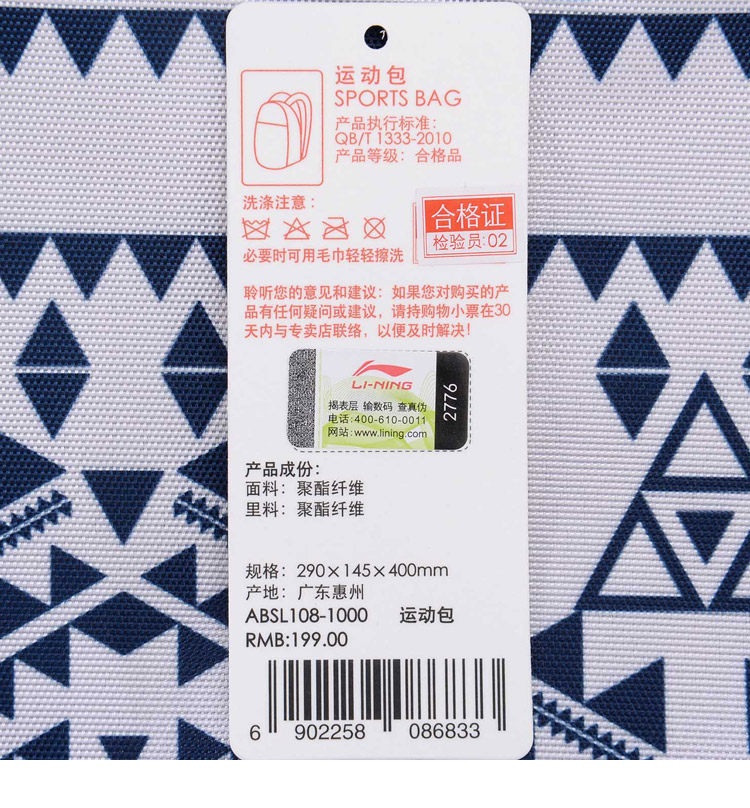 运动包
SPORTS BAG
产品执行标准：
QB/T 1333-2010
产品等级：合格品
洗涤注意：
合格证
检验员:02
必要时可用毛巾轻轻擦洗
聆听您的意见和建议：如果您对购买的产
品有任何疑问或建议，请持购物小票在30
天内与专卖店联络，以便及时解决！
LI-NING
揭表层 输数码 查真伪
电话:400-610-0011
网站:www.lining.com
2776
产品成份：
面料：聚酯纤维
里料：聚酯纤维
规格：290×145×400mm
产地：广东惠州
ABSL108-1000 运动包
RMB:199.00
6 902258 086833